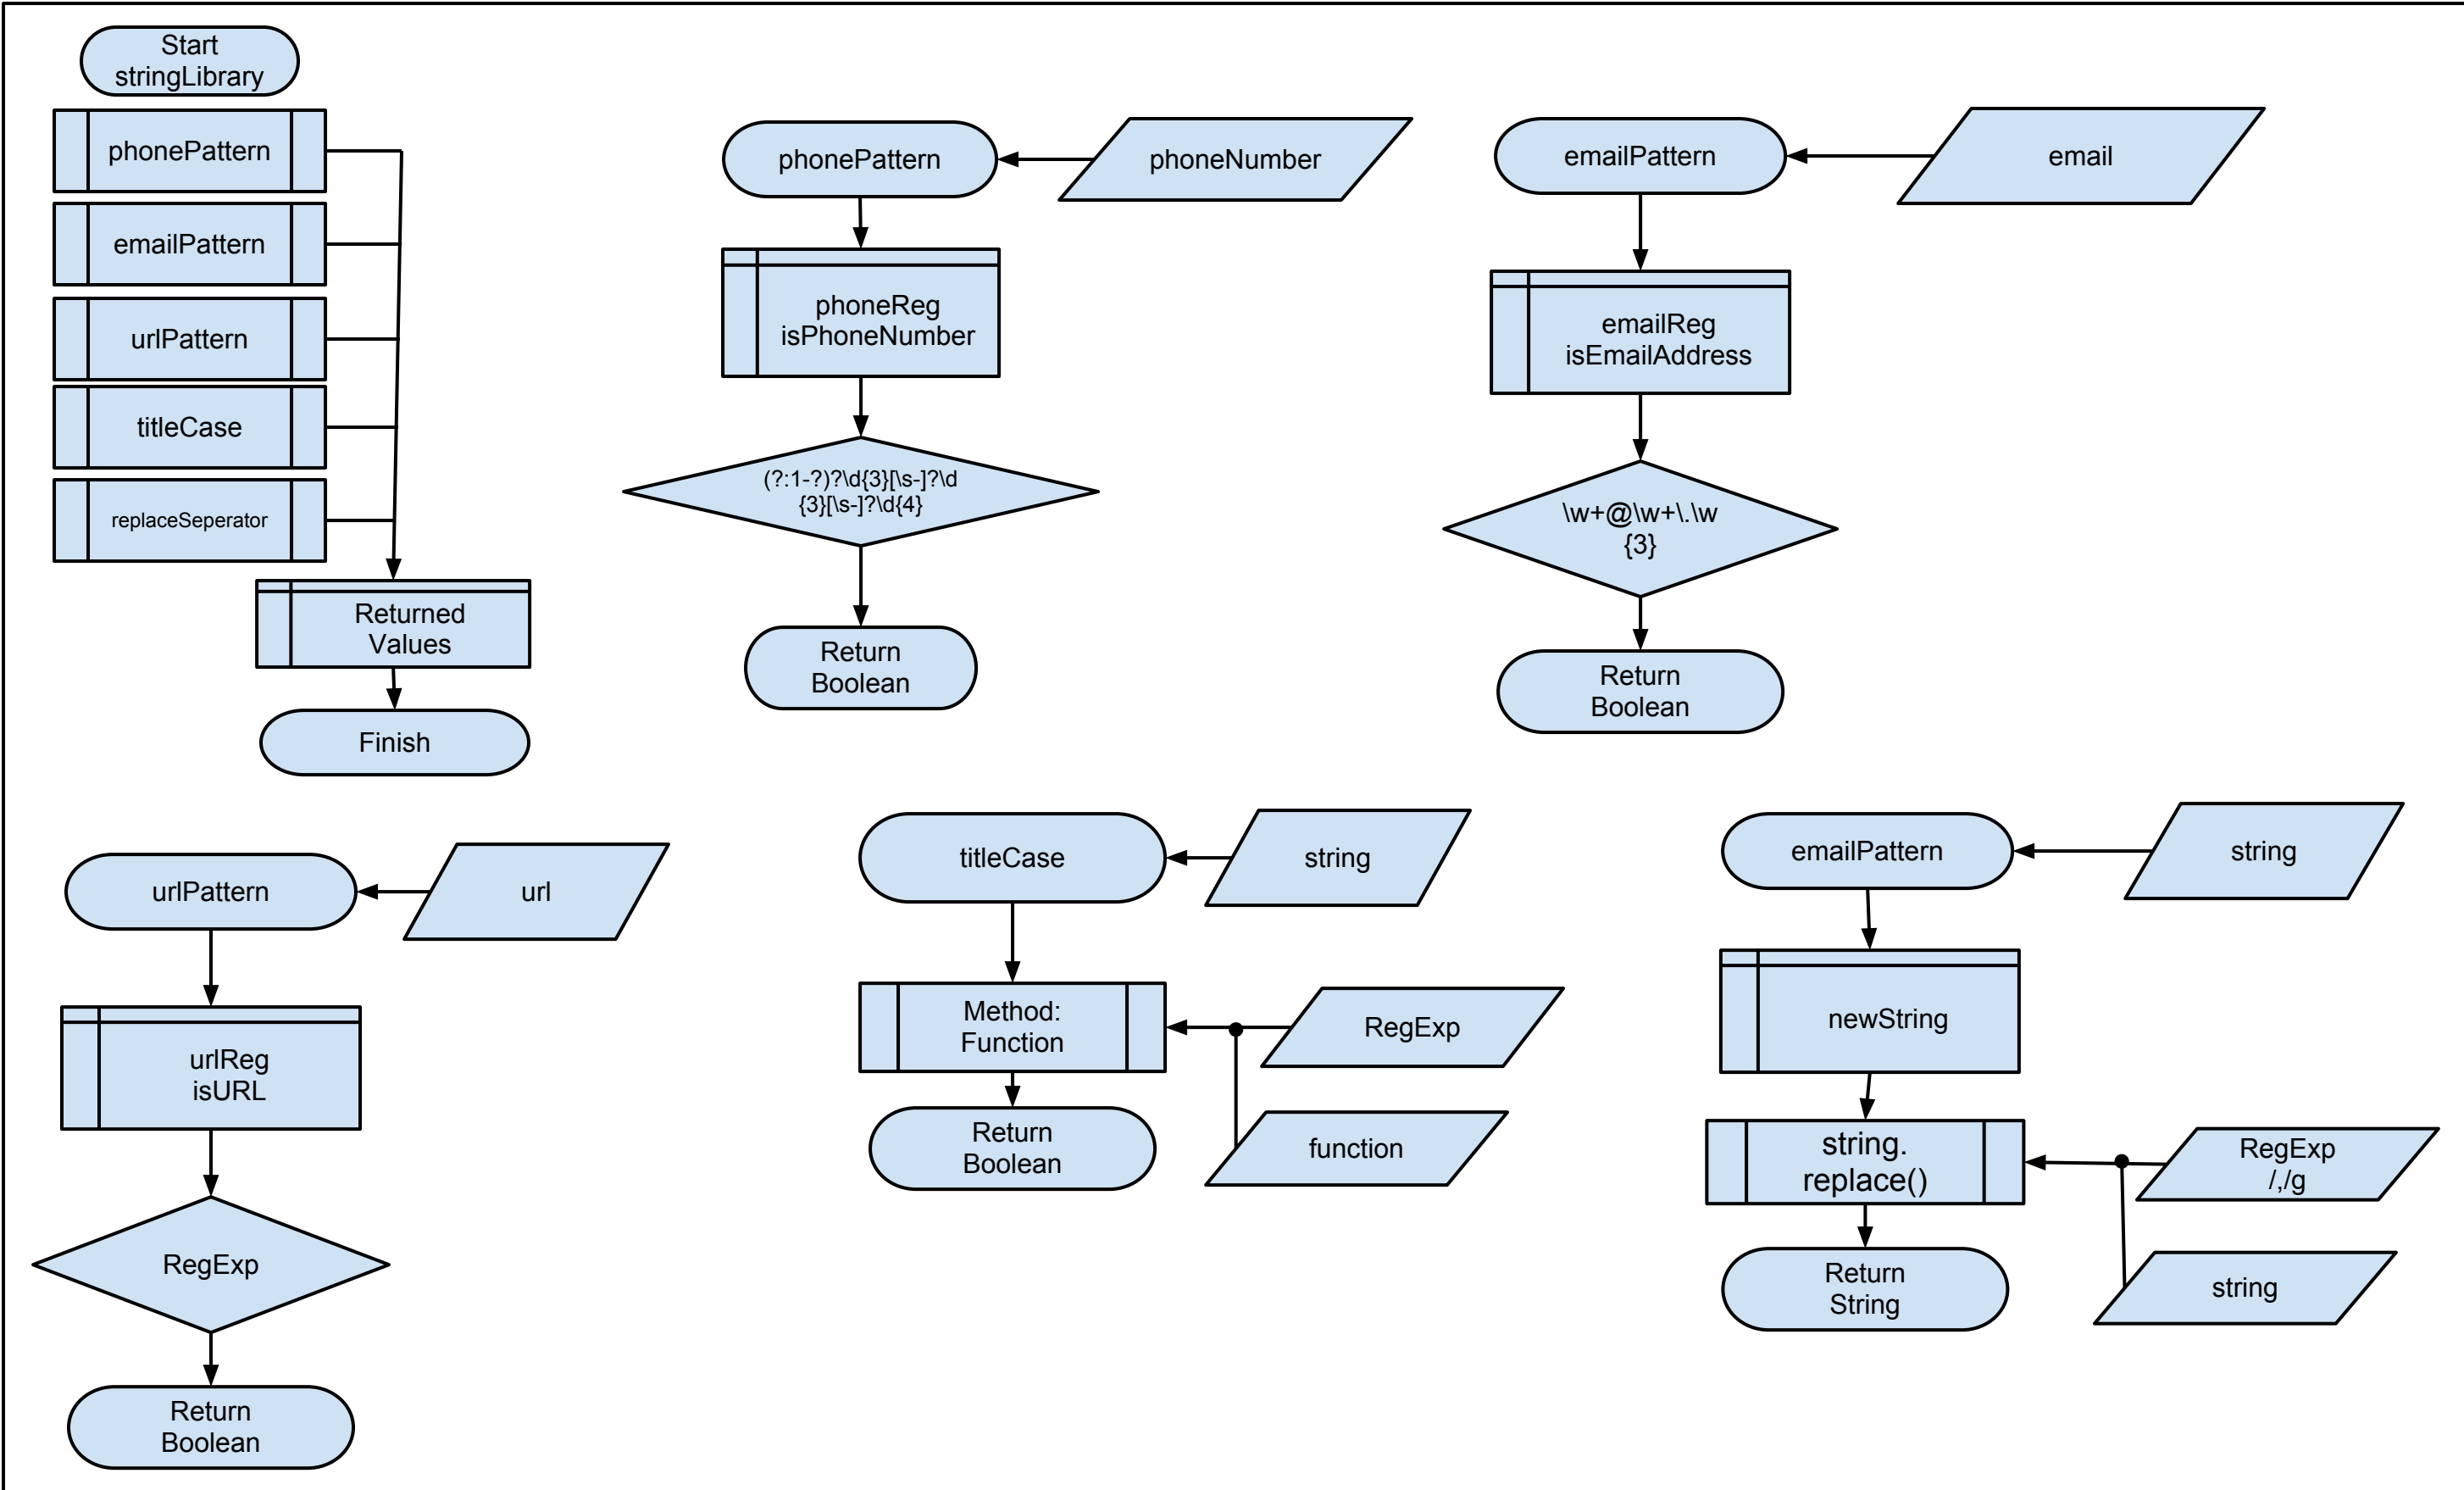 Start
stringLibrary
phonePattern
emailPattern
urlPattern
titleCase
replaceSeperator
Returned
Values
Finish
phonePattern
phoneNumber
phoneReg
isPhoneNumber
(?:1-?)?\d{3}[\s-]?\d
{3}[\s-]?\d{4}
Return
Boolean
emailPattern
email
emailReg
isEmailAddress
\w+@\w+\.\w
{3}
Return
Boolean
urlPattern
url
urlReg
isURL
RegExp
Return
Boolean
titleCase
string
Method:
Function
RegExp
function
Return
Boolean
emailPattern
string
newString
string.
replace()
RegExp
/,/g
string
Return
String